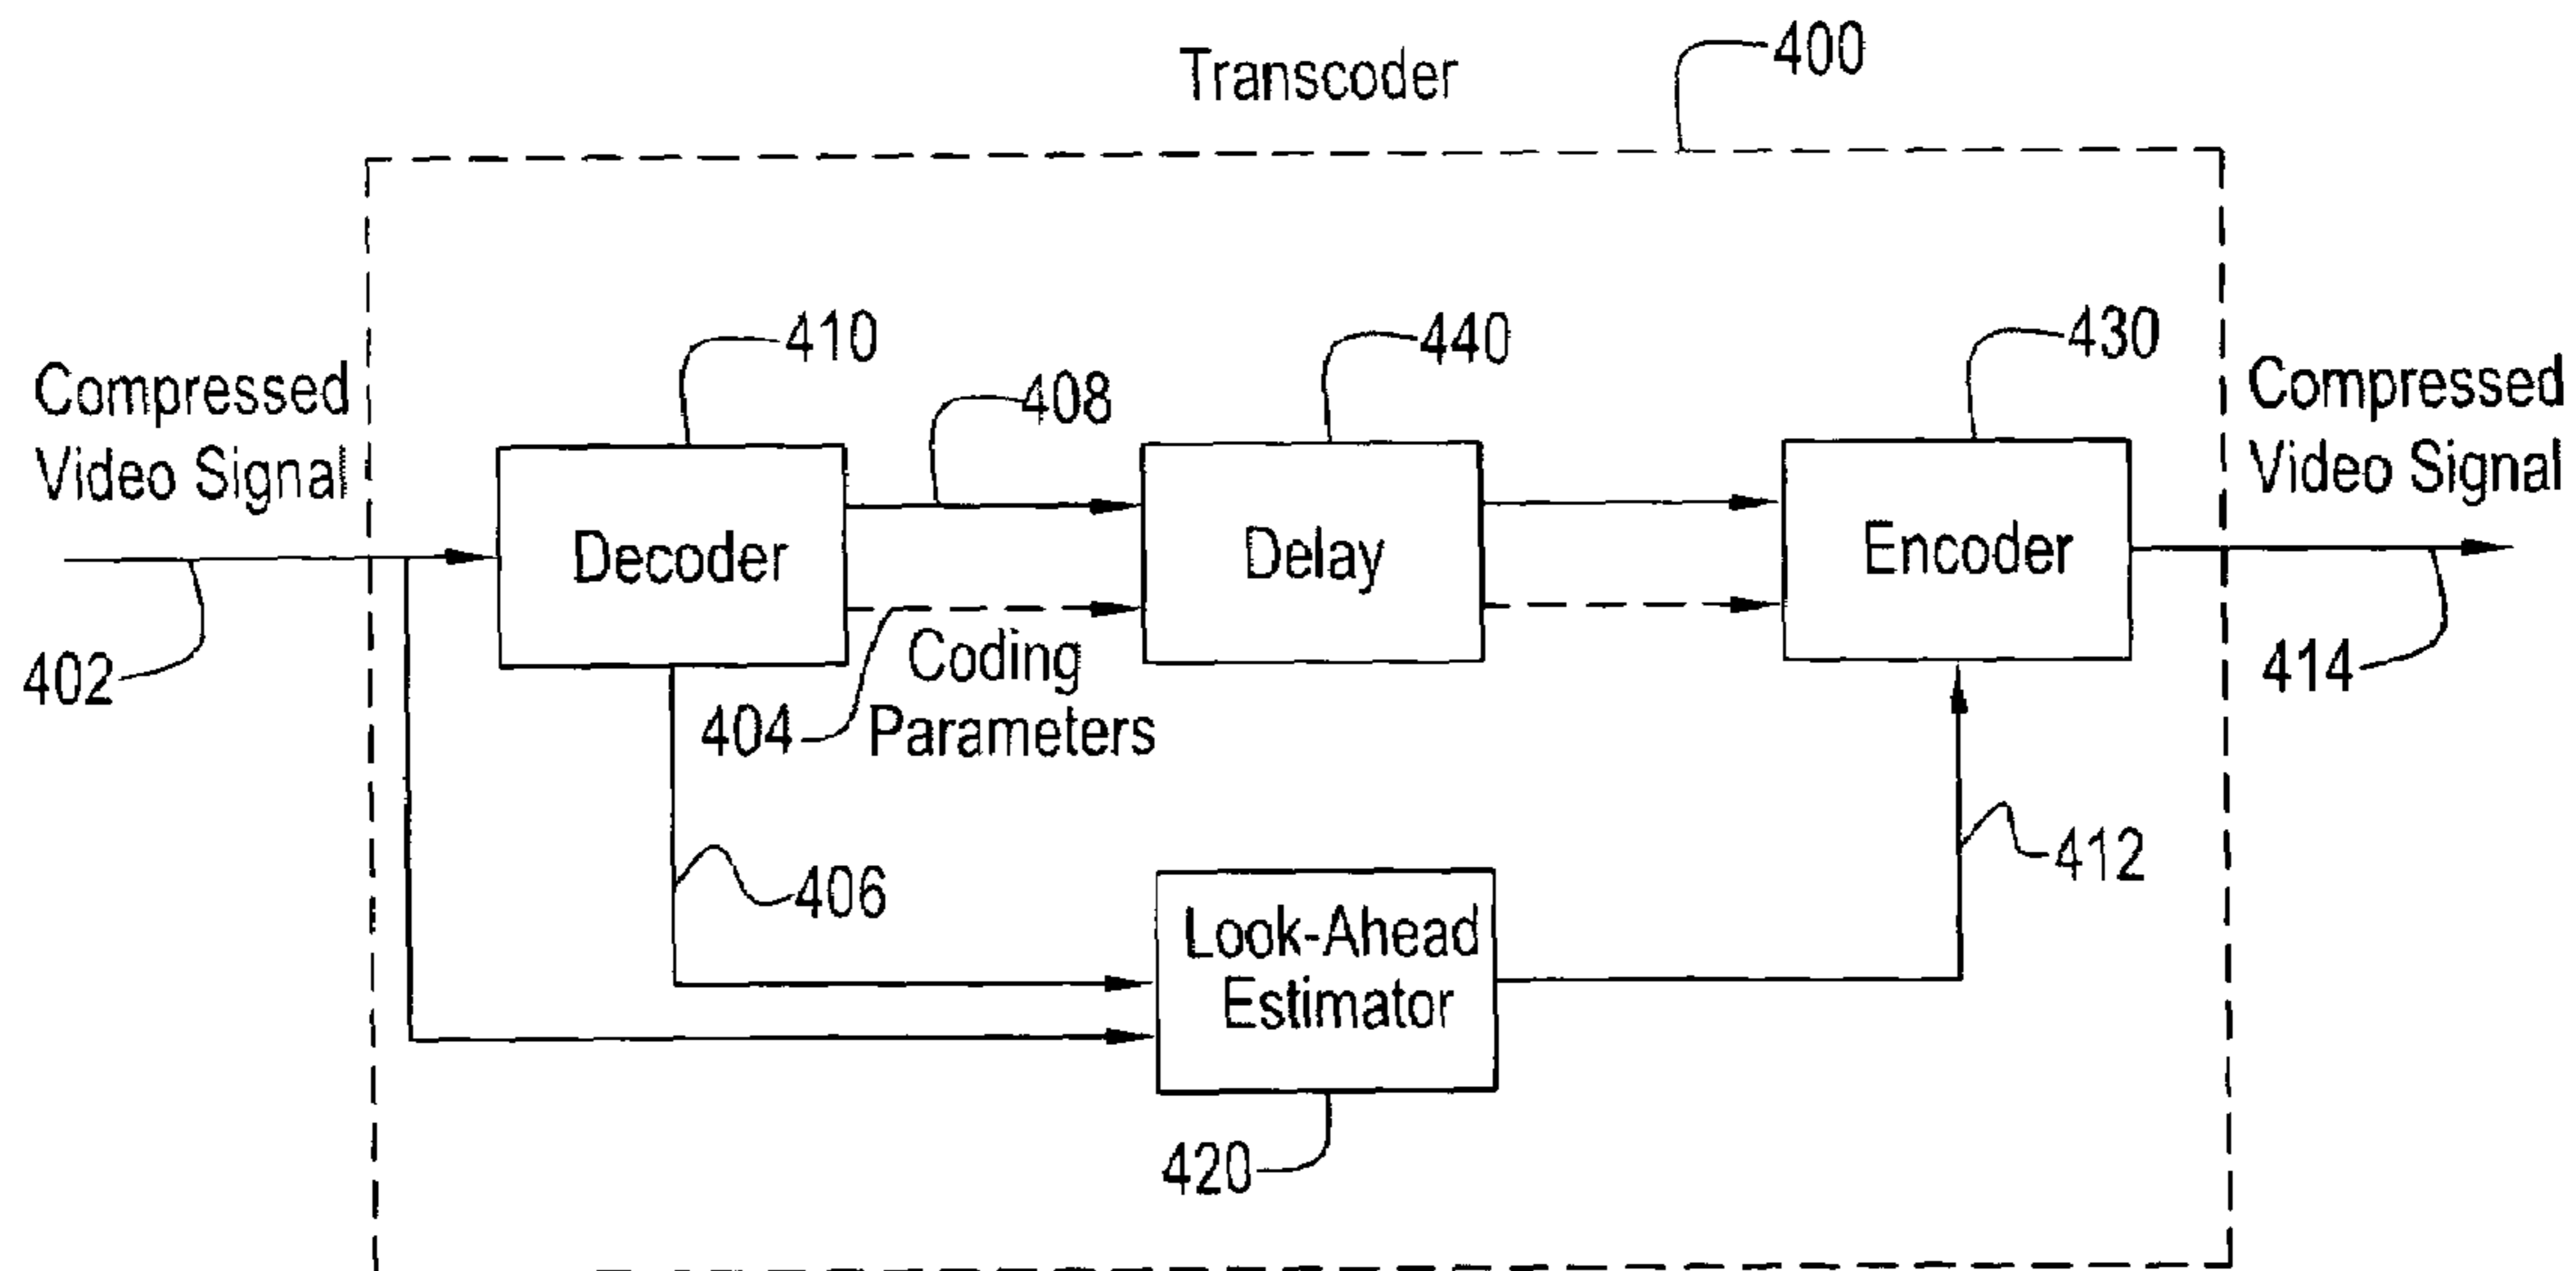 Transcoder
400
Compressed
Video Signal
402
410
Decoder
408
404
Coding
Parameters
406
440
Delay
430
Encoder
Compressed
Video Signal
414
412
Look-Ahead
Estimator
420